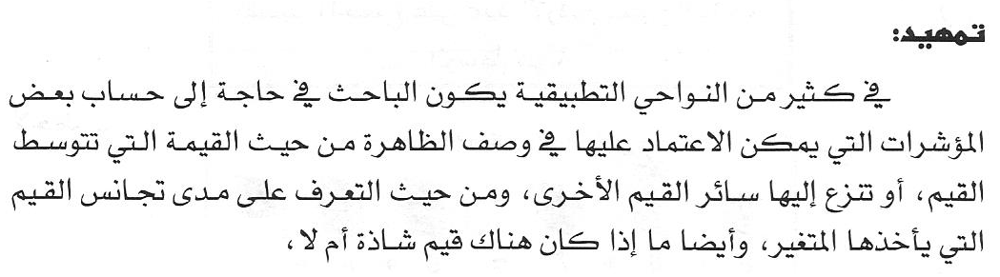 تمهيد:
في كثير من النواحي التطبيقية يكون الباحث في حاجة إلى حساب بعض
المؤشرات التي يمكن الاعتماد عليها في وصف الظاهرة من حيث القيمة التي تتوسط
القيم، أو تنزع إليها سائر القيم الأخرى، ومن حيث التعرف على مدى تجانس القيم
التي يأخذها المتغير، وأيضا ما إذا كان هناك قيم شاذة أم لا،